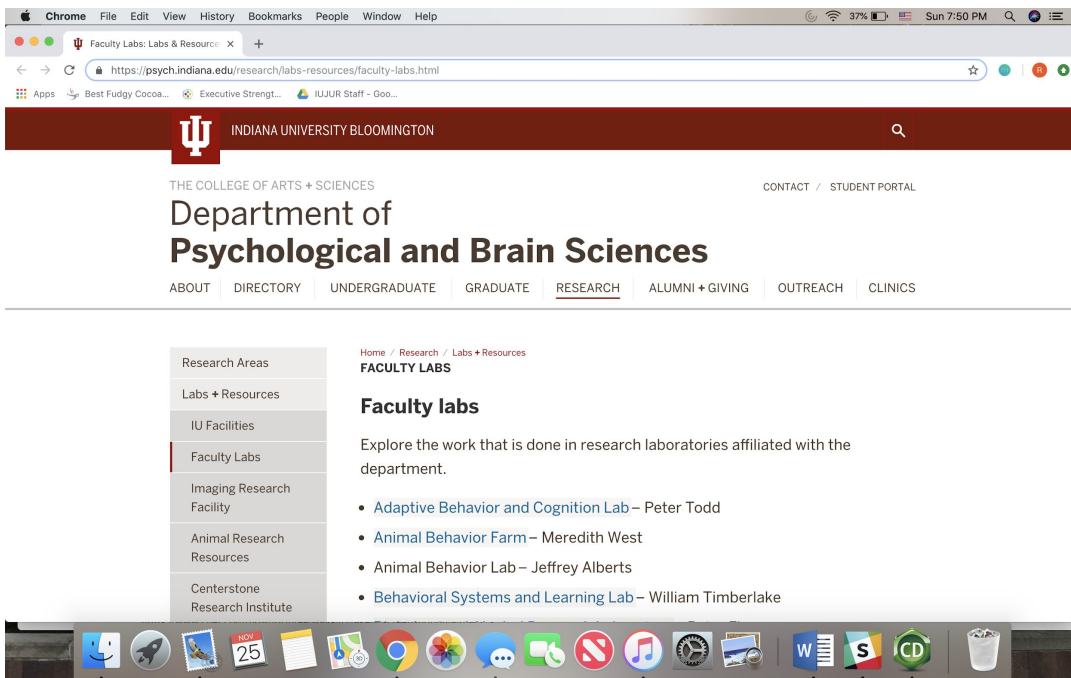 Chrome File Edit View History Bookmarks People Window Help 37% Sun 7:50 PM
Faculty Labs: Labs & Resource
https://psych.indiana.edu/research/labs-resources/faculty-labs.html
R
Apps Best Fudgy Cocoa... Executive Strengt... IUJUR Staff - Goo...
INDIANA UNIVERSITY BLOOMINGTON
THE COLLEGE OF ARTS + SCIENCES
CONTACT / STUDENT PORTAL
Department of
Psychological and Brain Sciences
ABOUT DIRECTORY UNDERGRADUATE GRADUATE RESEARCH ALUMNI + GIVING OUTREACH CLINICS
Research Areas
Labs + Resources
IU Facilities
Faculty Labs
Imaging Research
Facility
Animal Research
Resources
Centerstone
Research Institute
Home / Research / Labs + Resources
FACULTY LABS
Faculty labs
Explore the work that is done in research laboratories affiliated with the
department.
• Adaptive Behavior and Cognition Lab – Peter Todd
• Animal Behavior Farm – Meredith West
• Animal Behavior Lab – Jeffrey Alberts
• Behavioral Systems and Learning Lab – William Timberlake
NOV
25
3D
W
S
CD